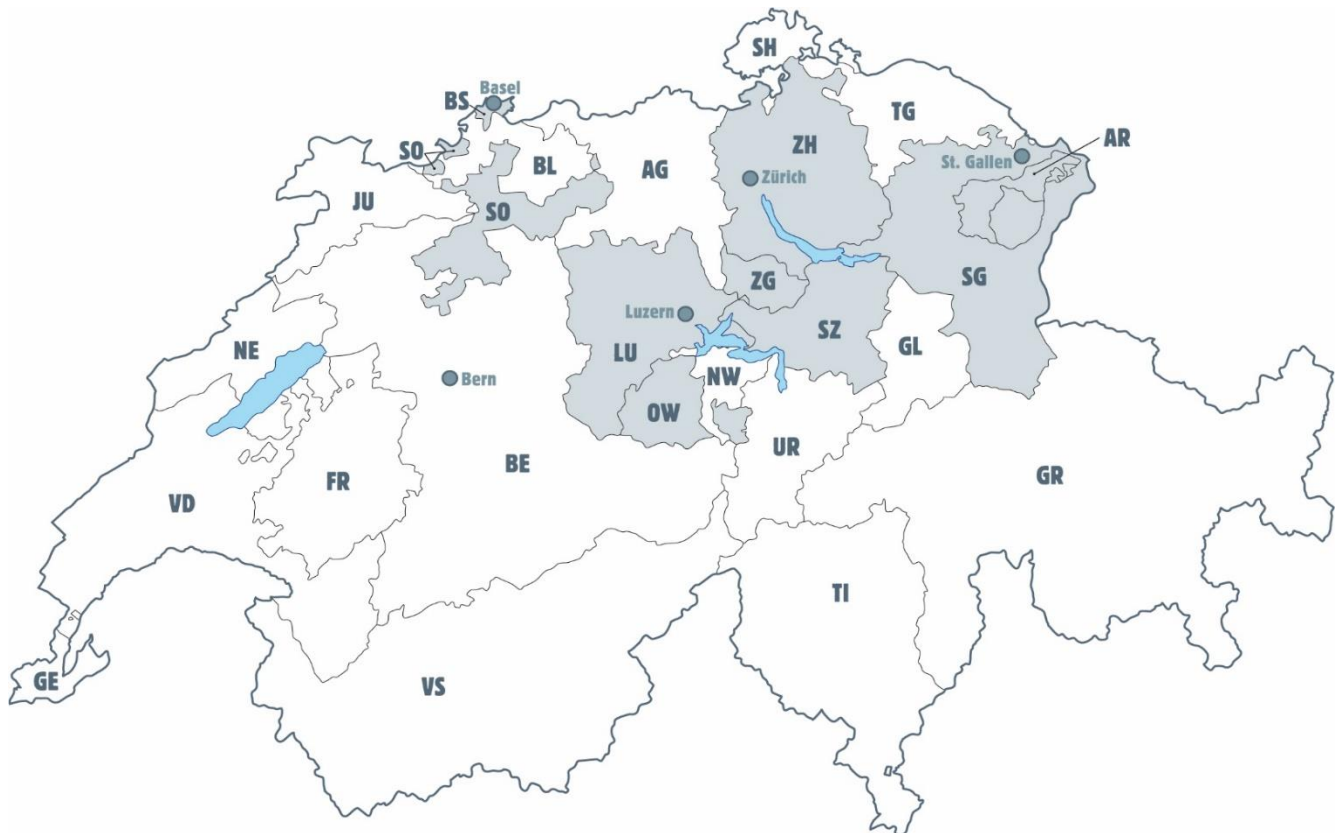 SH
Basel
BS
TG
AR
ZH
SO
BL
AG
St. Gallen
Zürich
JU
SO
ZG
SG
Luzern
SZ
NE
LU
GL
NW
Bern
OW
UR
BE
FR
GR
VD
TI
GE
VS